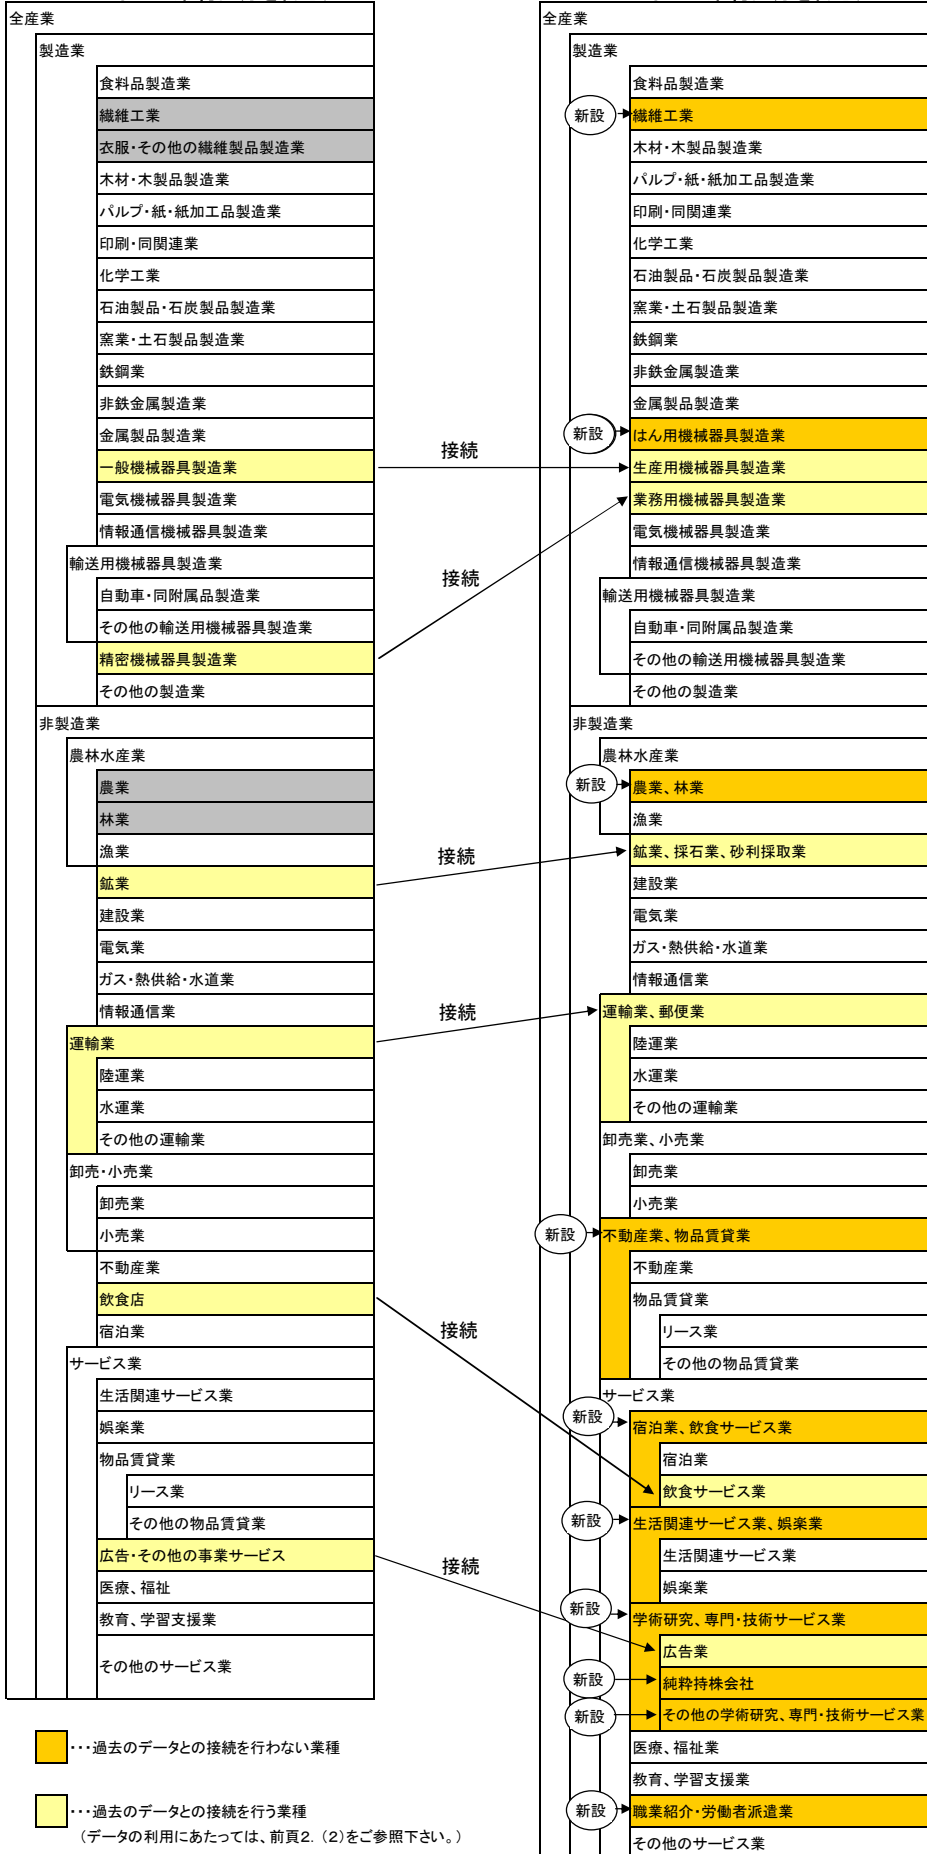 全産業
製造業
食料品製造業
繊維工業
衣服・その他の繊維製品製造業
木材・木製品製造業
パルプ・紙・紙加工品製造業
印刷・同関連業
化学工業
石油製品・石炭製品製造業
窯業・土石製品製造業
鉄鋼業
非鉄金属製造業
金属製品製造業
一般機械器具製造業
電気機械器具製造業
情報通信機械器具製造業
輸送用機械器具製造業
自動車・同附属品製造業
その他の輸送用機械器具製造業
精密機械器具製造業
その他の製造業
非製造業
農林水産業
農業
林業
漁業
鉱業
建設業
電気業
ガス・熱供給・水道業
情報通信業
運輸業
陸運業
水運業
その他の運輸業
卸売・小売業
卸売業
小売業
不動産業
飲食店
宿泊業
サービス業
生活関連サービス業
娯楽業
物品賃貸業
リース業
その他の物品賃貸業
広告・その他の事業サービス
医療、福祉
教育、学習支援業
その他のサービス業
・・・過去のデータとの接続を行わない業種
・・・過去のデータとの接続を行う業種
（データの利用にあたっては、前頁2．（2）をご参照下さい。）
接続
接続
接続
接続
接続
接続
全産業
製造業
食料品製造業
新設
繊維工業
木材・木製品製造業
パルプ・紙・紙加工品製造業
印刷・同関連業
化学工業
石油製品・石炭製品製造業
窯業・土石製品製造業
鉄鋼業
非鉄金属製造業
金属製品製造業
新設
はん用機械器具製造業
生産用機械器具製造業
業務用機械器具製造業
電気機械器具製造業
情報通信機械器具製造業
輸送用機械器具製造業
自動車・同附属品製造業
その他の輸送用機械器具製造業
その他の製造業
非製造業
農林水産業
新設
農業、林業
漁業
鉱業、採石業、砂利採取業
建設業
電気業
ガス・熱供給・水道業
情報通信業
運輸業、郵便業
陸運業
水運業
その他の運輸業
卸売業、小売業
卸売業
小売業
新設
不動産業、物品賃貸業
不動産業
物品賃貸業
リース業
その他の物品賃貸業
サービス業
新設
宿泊業、飲食サービス業
宿泊業
飲食サービス業
新設
生活関連サービス業、娯楽業
生活関連サービス業
娯楽業
新設
学術研究、専門・技術サービス業
広告業
新設
純粋持株会社
新設
その他の学術研究、専門・技術サービス業
医療、福祉業
教育、学習支援業
新設
職業紹介・労働者派遣業
その他のサービス業